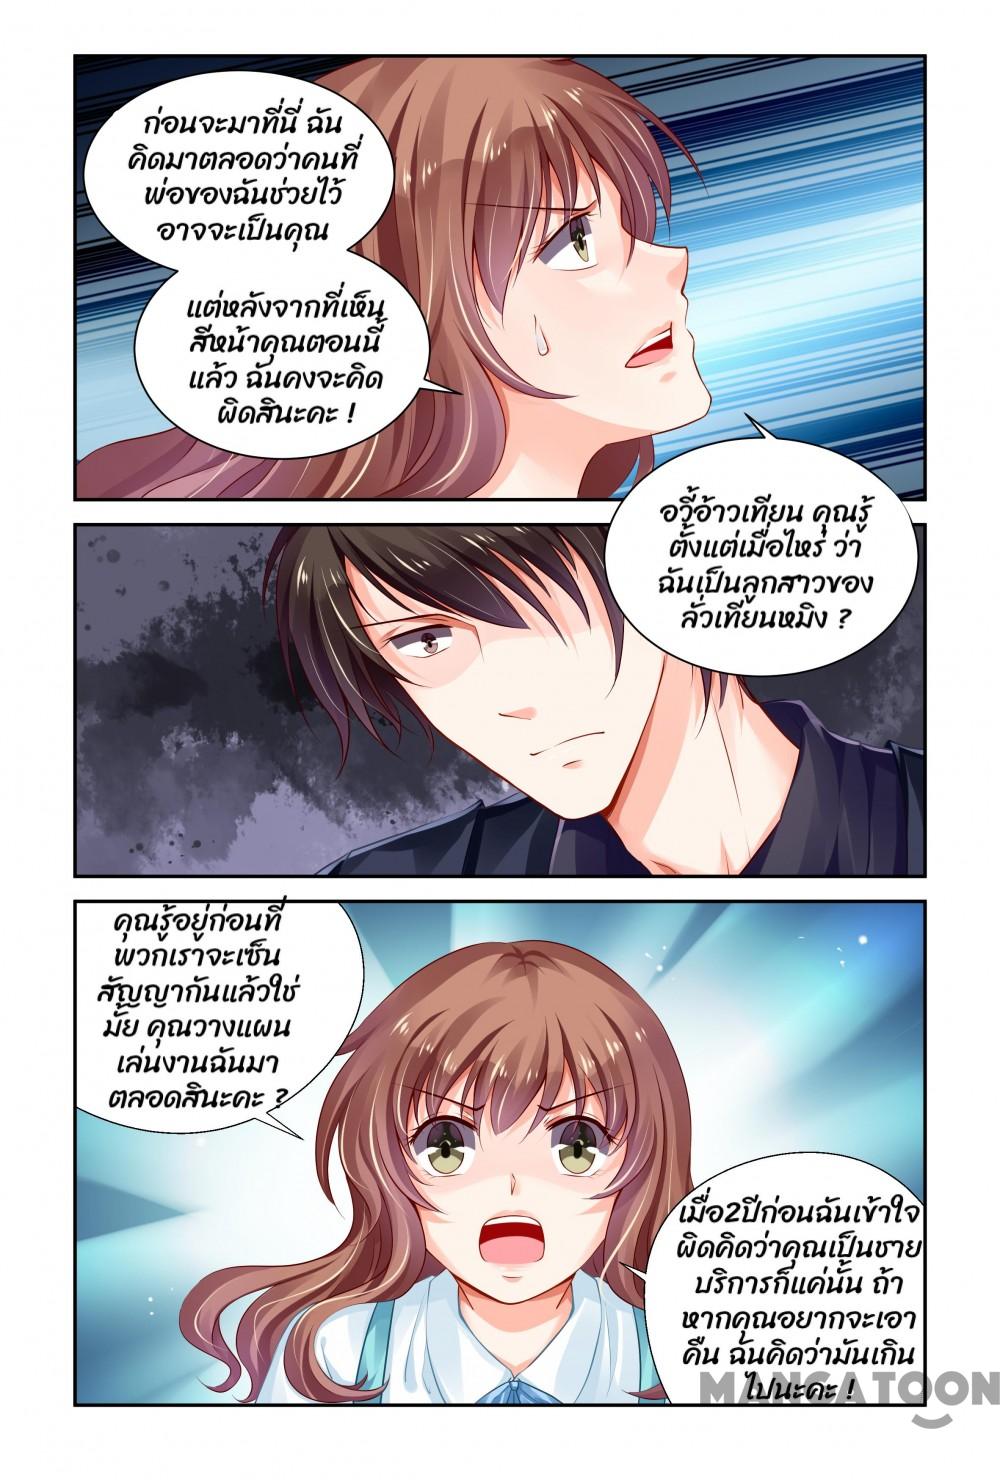 ก่อนจะมาที่นี่ ฉัน
คิดมาตลอดว่าคนที่
พ่อของฉันช่วยไว้
อาจจะเป็นคุณ
แต่หลังจากที่เห็น
สีหน้าคุณตอนนี้
แล้ว ฉันคงจะคิด
ผิดสินะคะ !
อวี้อ้าวเทียน คุณรู้
ตั้งแต่เมื่อไหร่ ว่า
ฉันเป็นลูกสาวของ
ลั่วเทียนหมิง ?
คุณรู้อยู่ก่อนที่
พวกเราจะเซ็น
สัญญากันแล้วใช่
มั้ย คุณวางแผน
เล่นงานฉันมา
ตลอดสินะคะ ?
เมื่อ2ปีก่อนฉันเข้าใจ
ผิดคิดว่าคุณเป็นชาย
บริการก็แค่นั้น ถ้า
หากคุณอยากจะเอา
คืน ฉันคิดว่ามันเกิน
ไปนะคะ !
MANGATOON